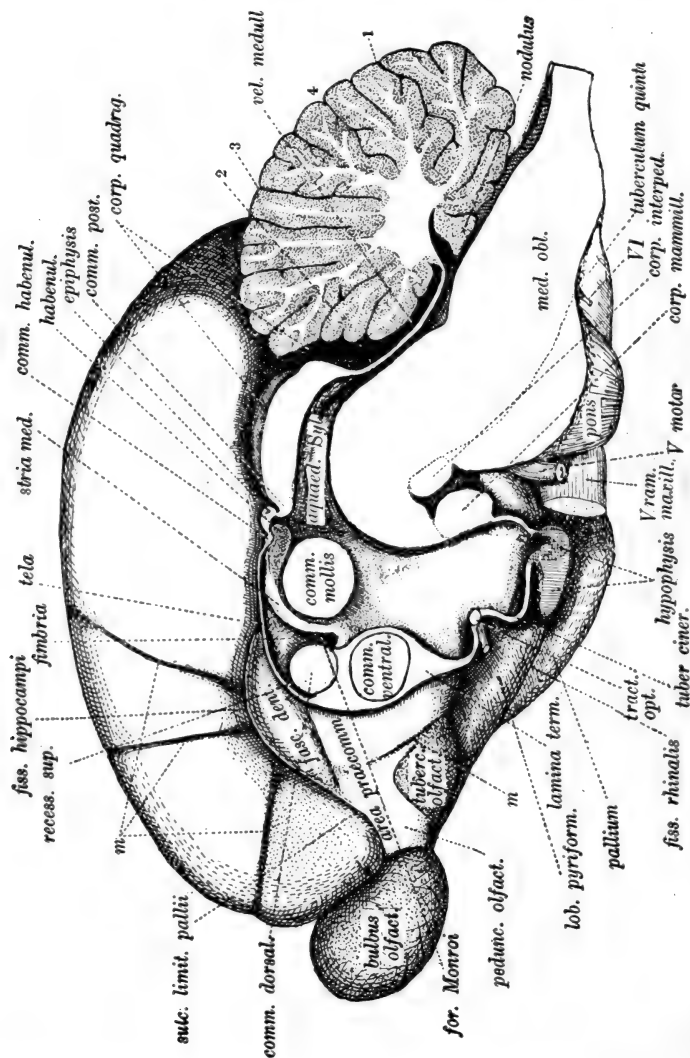 sulc. limit. pallii
comm. dorsal.
m
recess. sup.
fiss. hippocampi
fimbria
tela
stria med.
comm. habenul.
habenul.
epiphysis
comm. post.
corp. quadrig.
2
3
4
vel. medull
1
nodulus
bulbus
olfact.
area praecomm.
fasc. dent.
tuberc.
olfact.
comm.
ventral.
comm.
mollis
aquaed. Syl
med. obl.
pons
for. Monroi
pedunc. olfact.
m
lob. pyriform.
lamina term.
pallium
fiss. rhinalis
tract.
opt.
tuber ciner.
hypophysis
V ram.
maxill.
V motor
corp. mammill.
corp. interped.
VI
tuberculum quinti